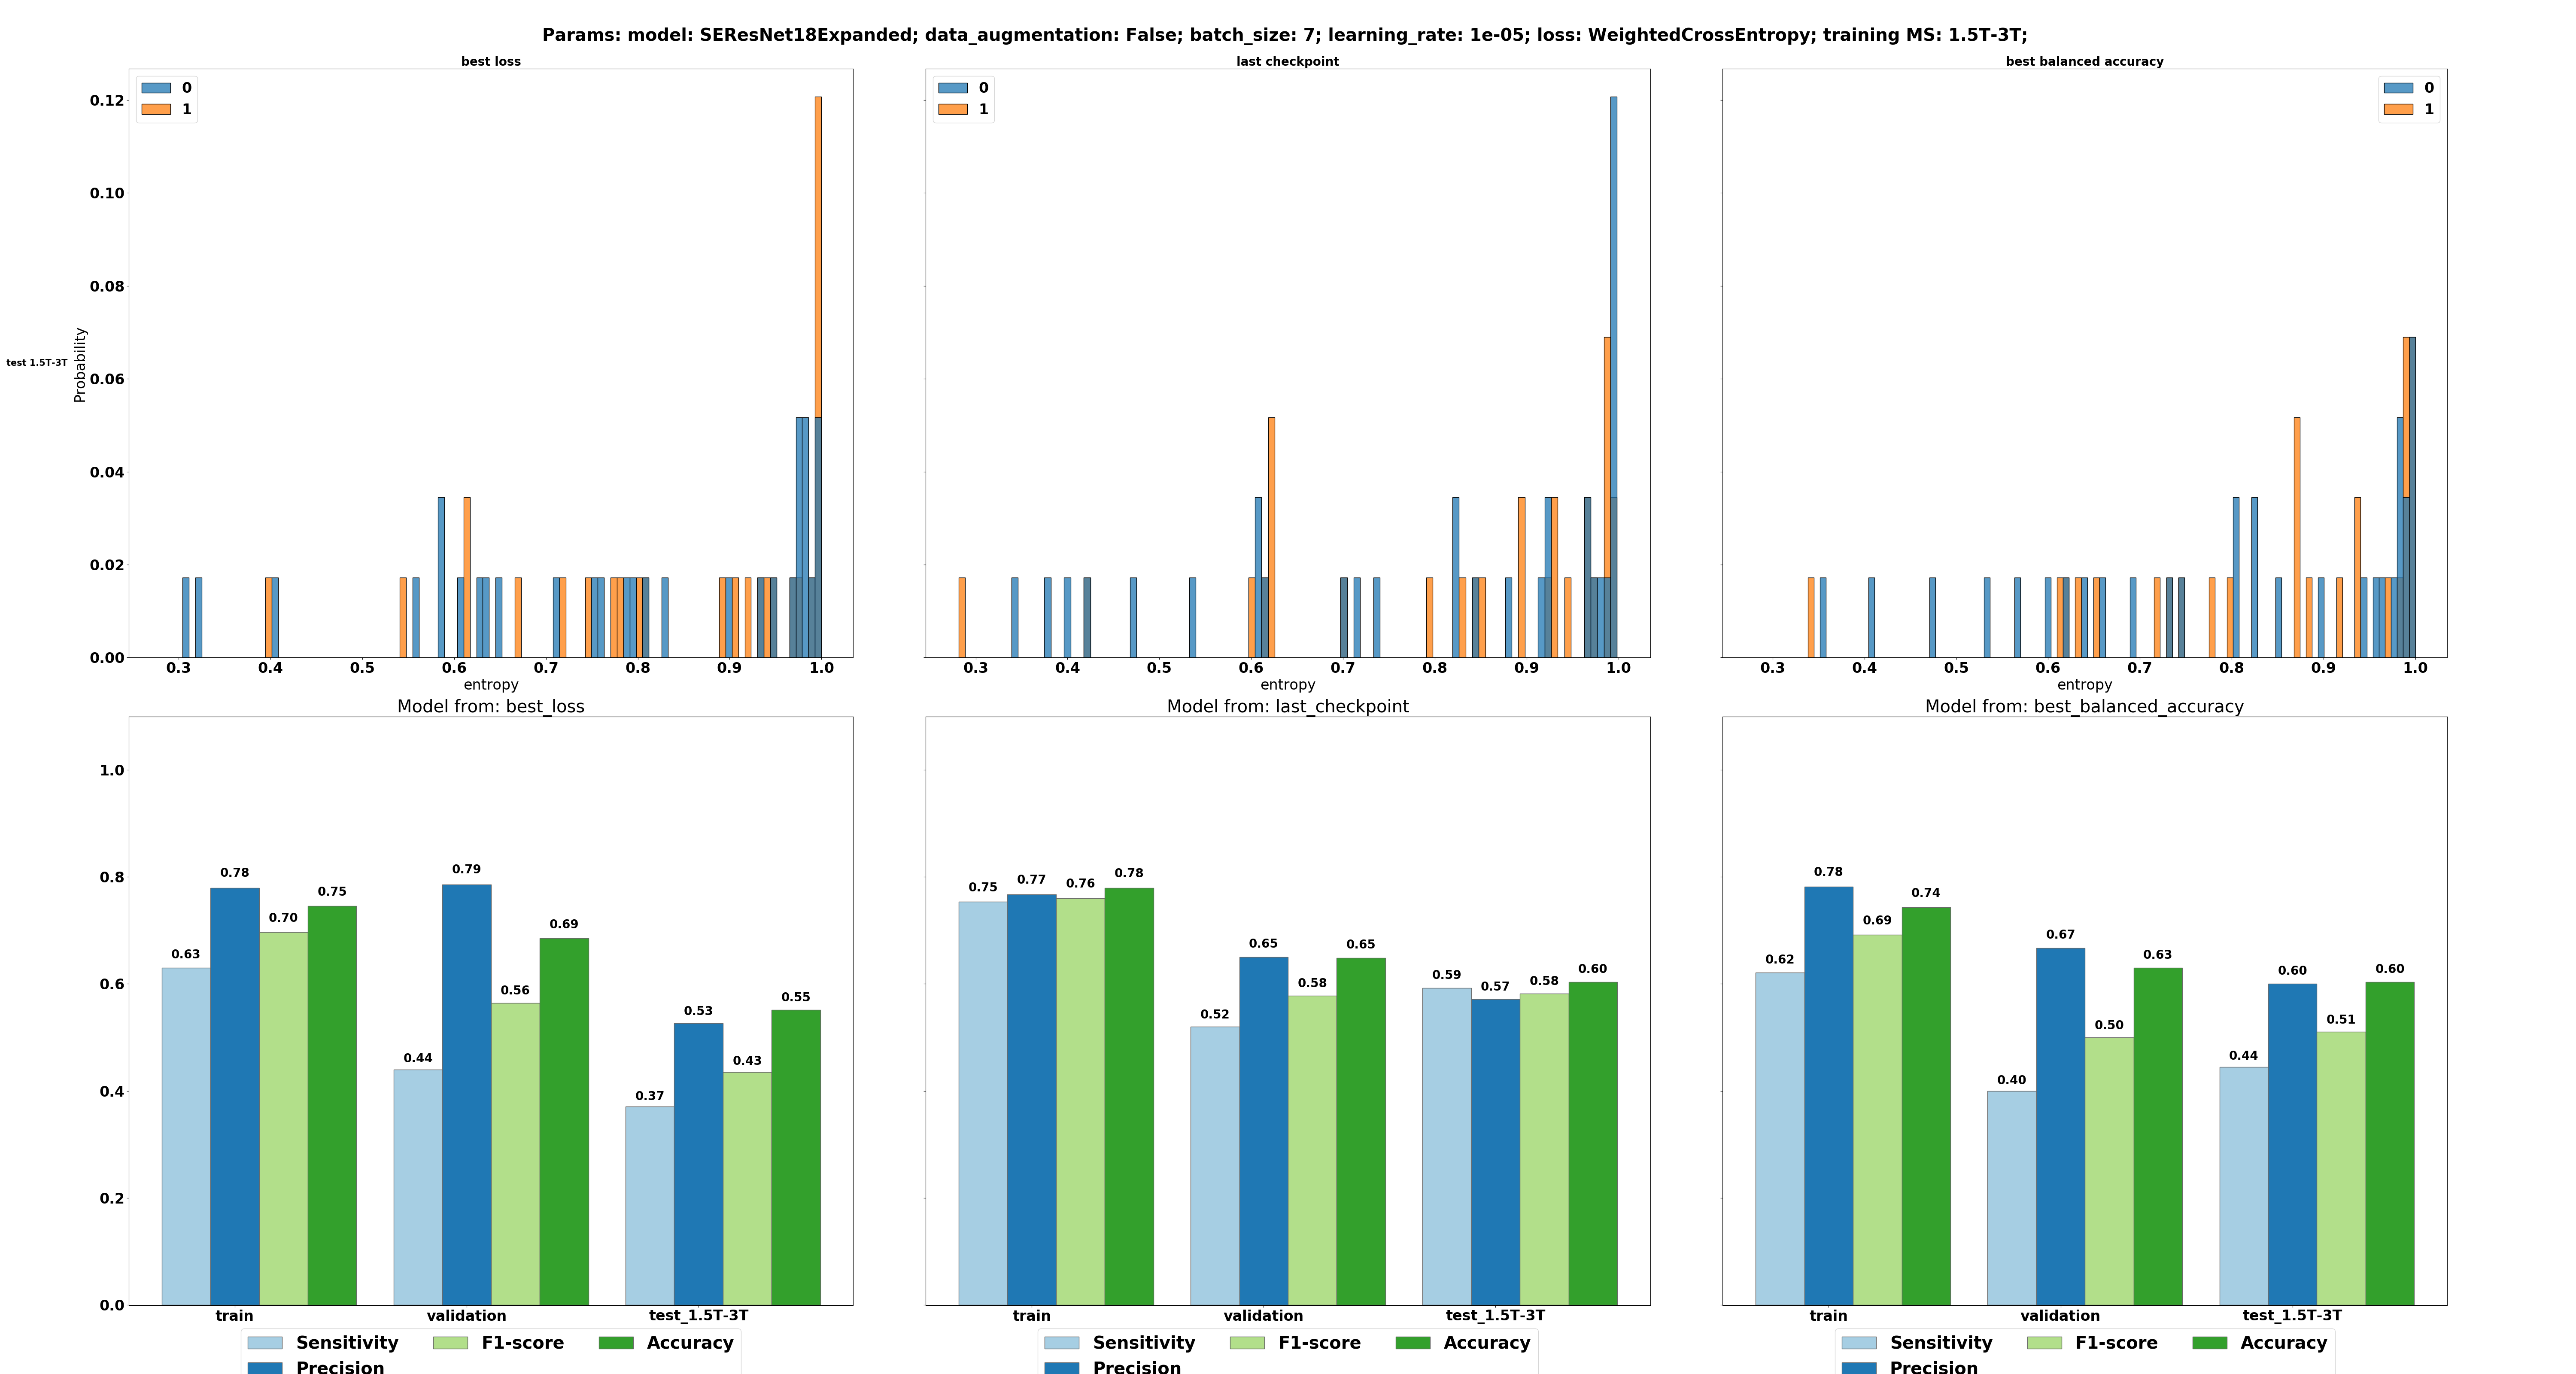 Params: model: SEResNet18Expanded; data_augmentation: False; batch_size: 7; learning_rate: 1e-05; loss: WeightedCrossEntropy; training MS: 1.5T-3T;
best loss
last checkpoint
best balanced accuracy
test 1.5T-3T
Probability
0.12
0.10
0.08
0.06
0.04
0.02
0.00
0
1
0.3 0.4 0.5 0.6 0.7 0.8 0.9 1.0
entropy
0
1
0.3 0.4 0.5 0.6 0.7 0.8 0.9 1.0
entropy
0
1
0.3 0.4 0.5 0.6 0.7 0.8 0.9 1.0
entropy
Model from: best_loss
1.0
0.8
0.6
0.4
0.2
0.0
0.63 0.78 0.70 0.75
0.44 0.79 0.56 0.69
0.37 0.53 0.43 0.55
train validation test_1.5T-3T
Sensitivity F1-score Accuracy
Precision
Model from: last_checkpoint
0.75 0.77 0.76 0.78
0.52 0.65 0.58 0.65
0.59 0.57 0.58 0.60
train validation test_1.5T-3T
Sensitivity F1-score Accuracy
Precision
Model from: best_balanced_accuracy
0.62 0.78 0.69 0.74
0.40 0.67 0.50 0.63
0.44 0.60 0.51 0.60
train validation test_1.5T-3T
Sensitivity F1-score Accuracy
Precision